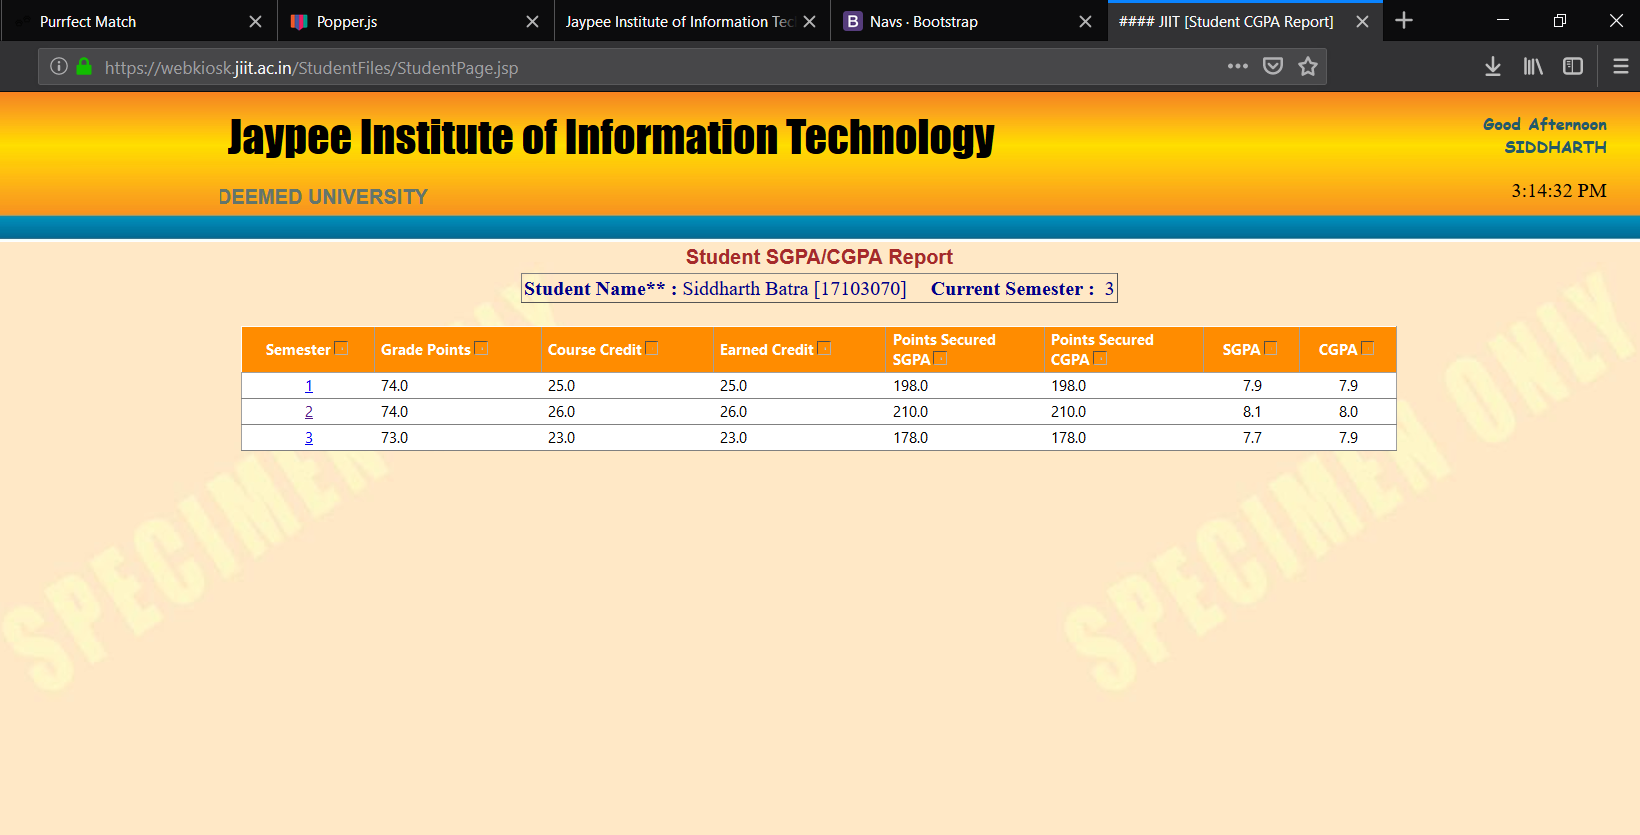 Purrfect Match
Popper.js
Jaypee Institute of Information Tec
Navs · Bootstrap
#### JIIT [Student CGPA Report]
https://webkiosk.jiit.ac.in/StudentFiles/StudentPage.jsp
Jaypee Institute of Information Technology
Good Afternoon
SIDDHARTH
DEEMED UNIVERSITY
3:14:32 PM
Student SGPA/CGPA Report
Student Name** : Siddharth Batra [17103070] Current Semester : 3
Semester Grade Points Course Credit Earned Credit Points Secured SGPA Points Secured CGPA SGPA CGPA
1 74.0 25.0 25.0 198.0 198.0 7.9 7.9
2 74.0 26.0 26.0 210.0 210.0 8.1 8.0
3 73.0 23.0 23.0 178.0 178.0 7.7 7.9
SPECIMEN ONLY
SPECIMEN ONLY